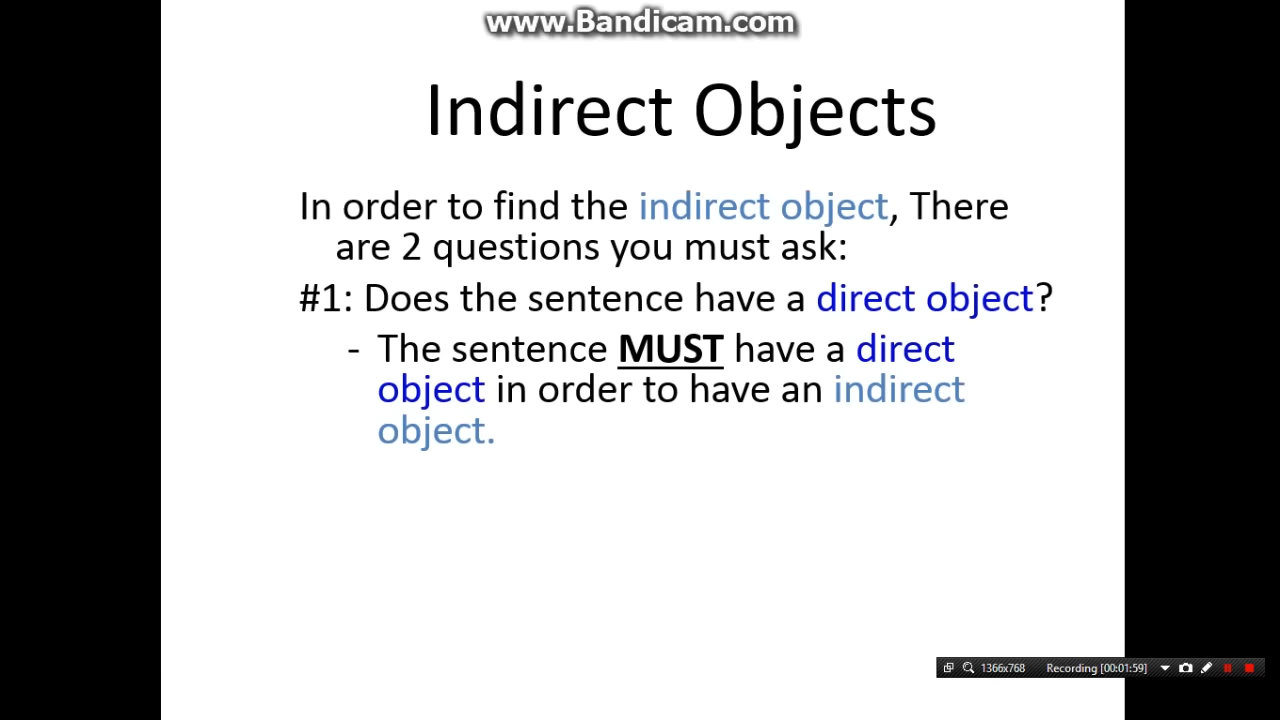 www.Bandicam.com
Indirect Objects
In order to find the indirect object, There
are 2 questions you must ask:
#1: Does the sentence have a direct object?
- The sentence MUST have a direct
object in order to have an indirect
object.
1366x768 Recording [00:01:59]